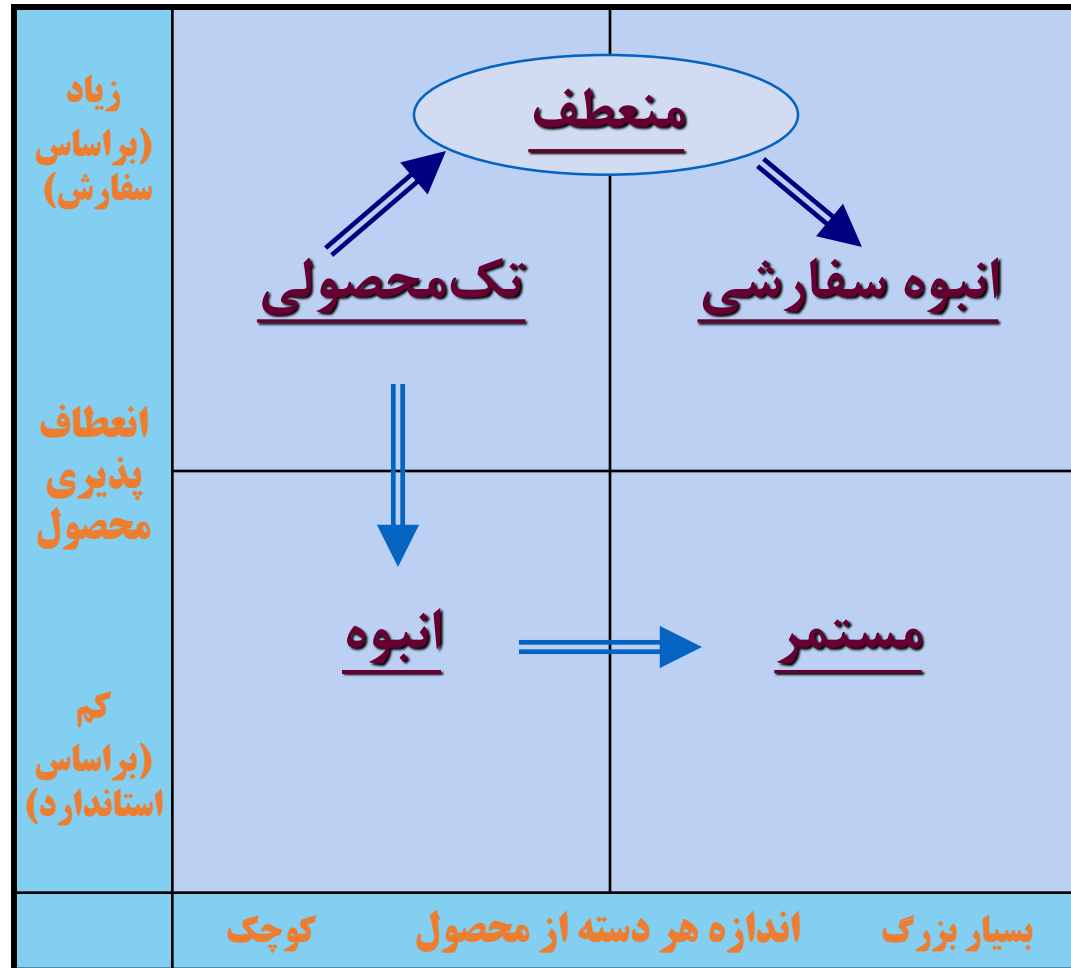 زیاد
(براساس
سفارش)
انعطاف
پذیری
محصول
کم
(براساس
استاندارد)
منعطف
تک‌محصولی
انبوه سفارشی
انبوه
مستمر
کوچک
اندازه هر دسته از محصول
بسیار بزرگ